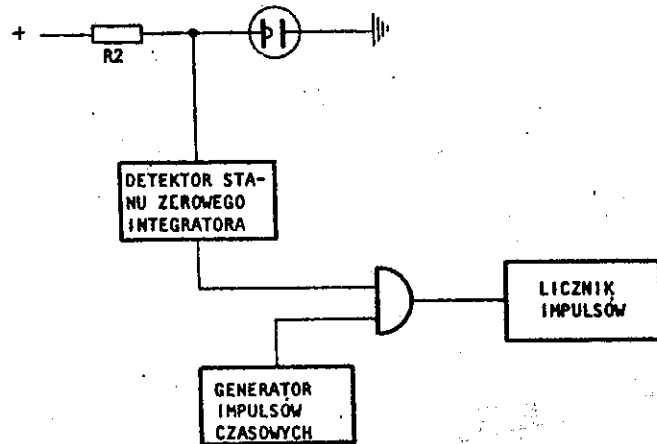 +
R2
DETEKTOR STA-
NU ZEROWEGO
INTEGRATORA
LICZNIK
IMPULSÓW
GENERATOR
IMPULSÓW
CZASOWYCH